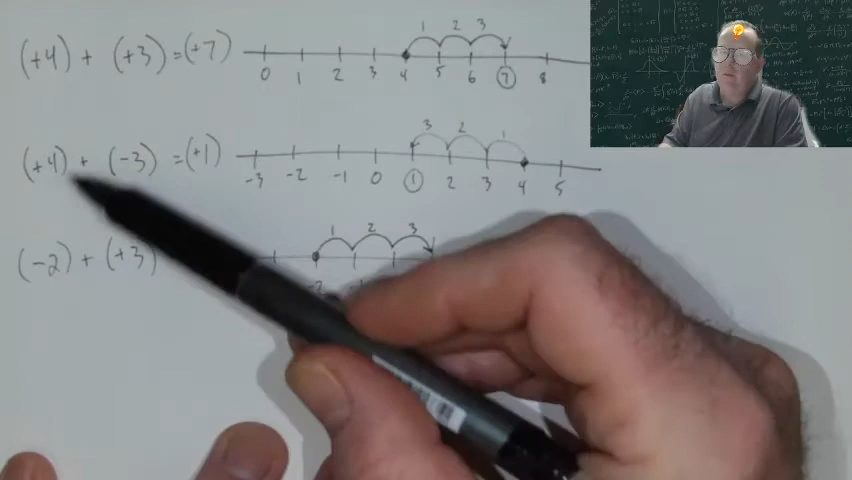 (+4) + (+3) = (+7)
1 2 3
0 1 2 3 4 5 6 7 8
(+4) + (-3) = (+1)
3 2 1
-3 -2 -1 0 1 2 3 4 5
(-2) + (+3)
1 2 3
-2